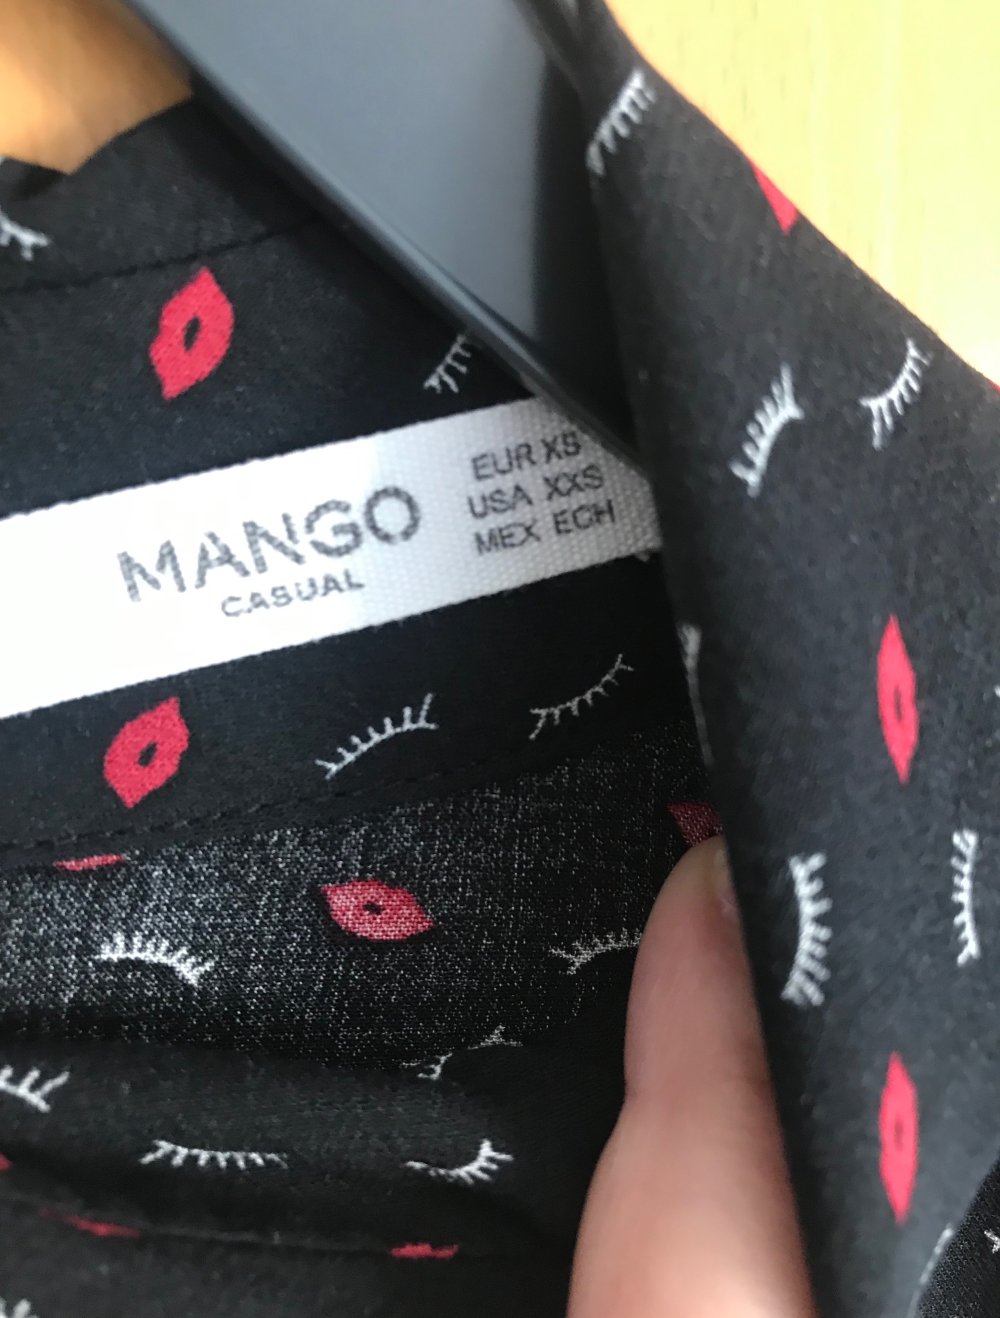 MANGO
CASUAL
EUR XS
USA XXS
MEX ECH